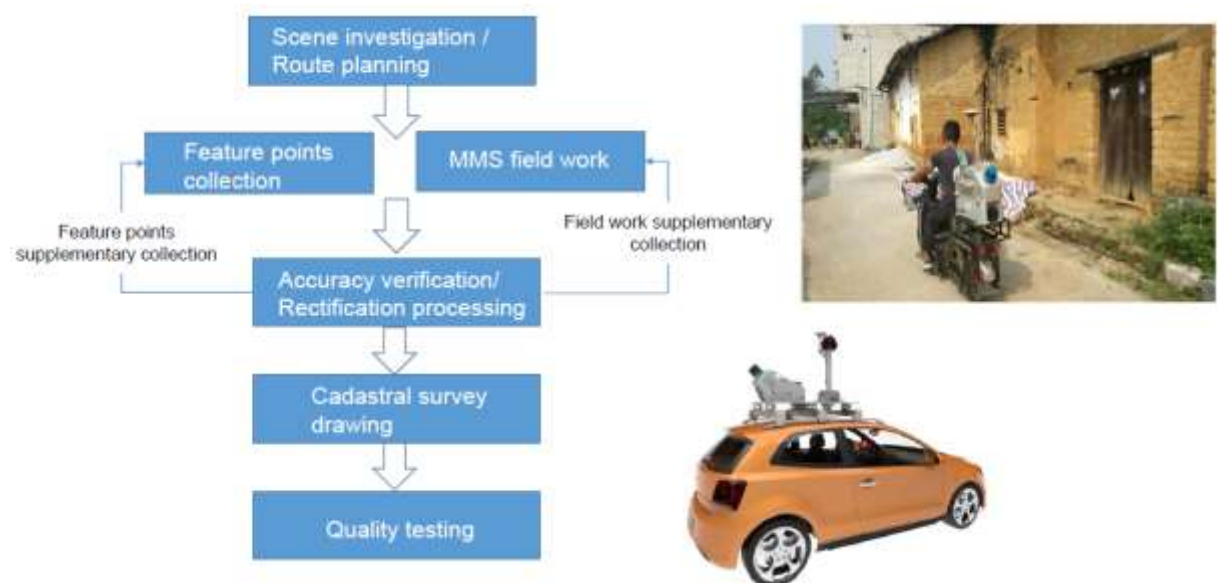 Scene investigation /
Route planning
Feature points
collection
MMS field work
Feature points
supplementary collection
Field work supplementary
collection
Accuracy verification/
Rectification processing
Cadastral survey
drawing
Quality testing